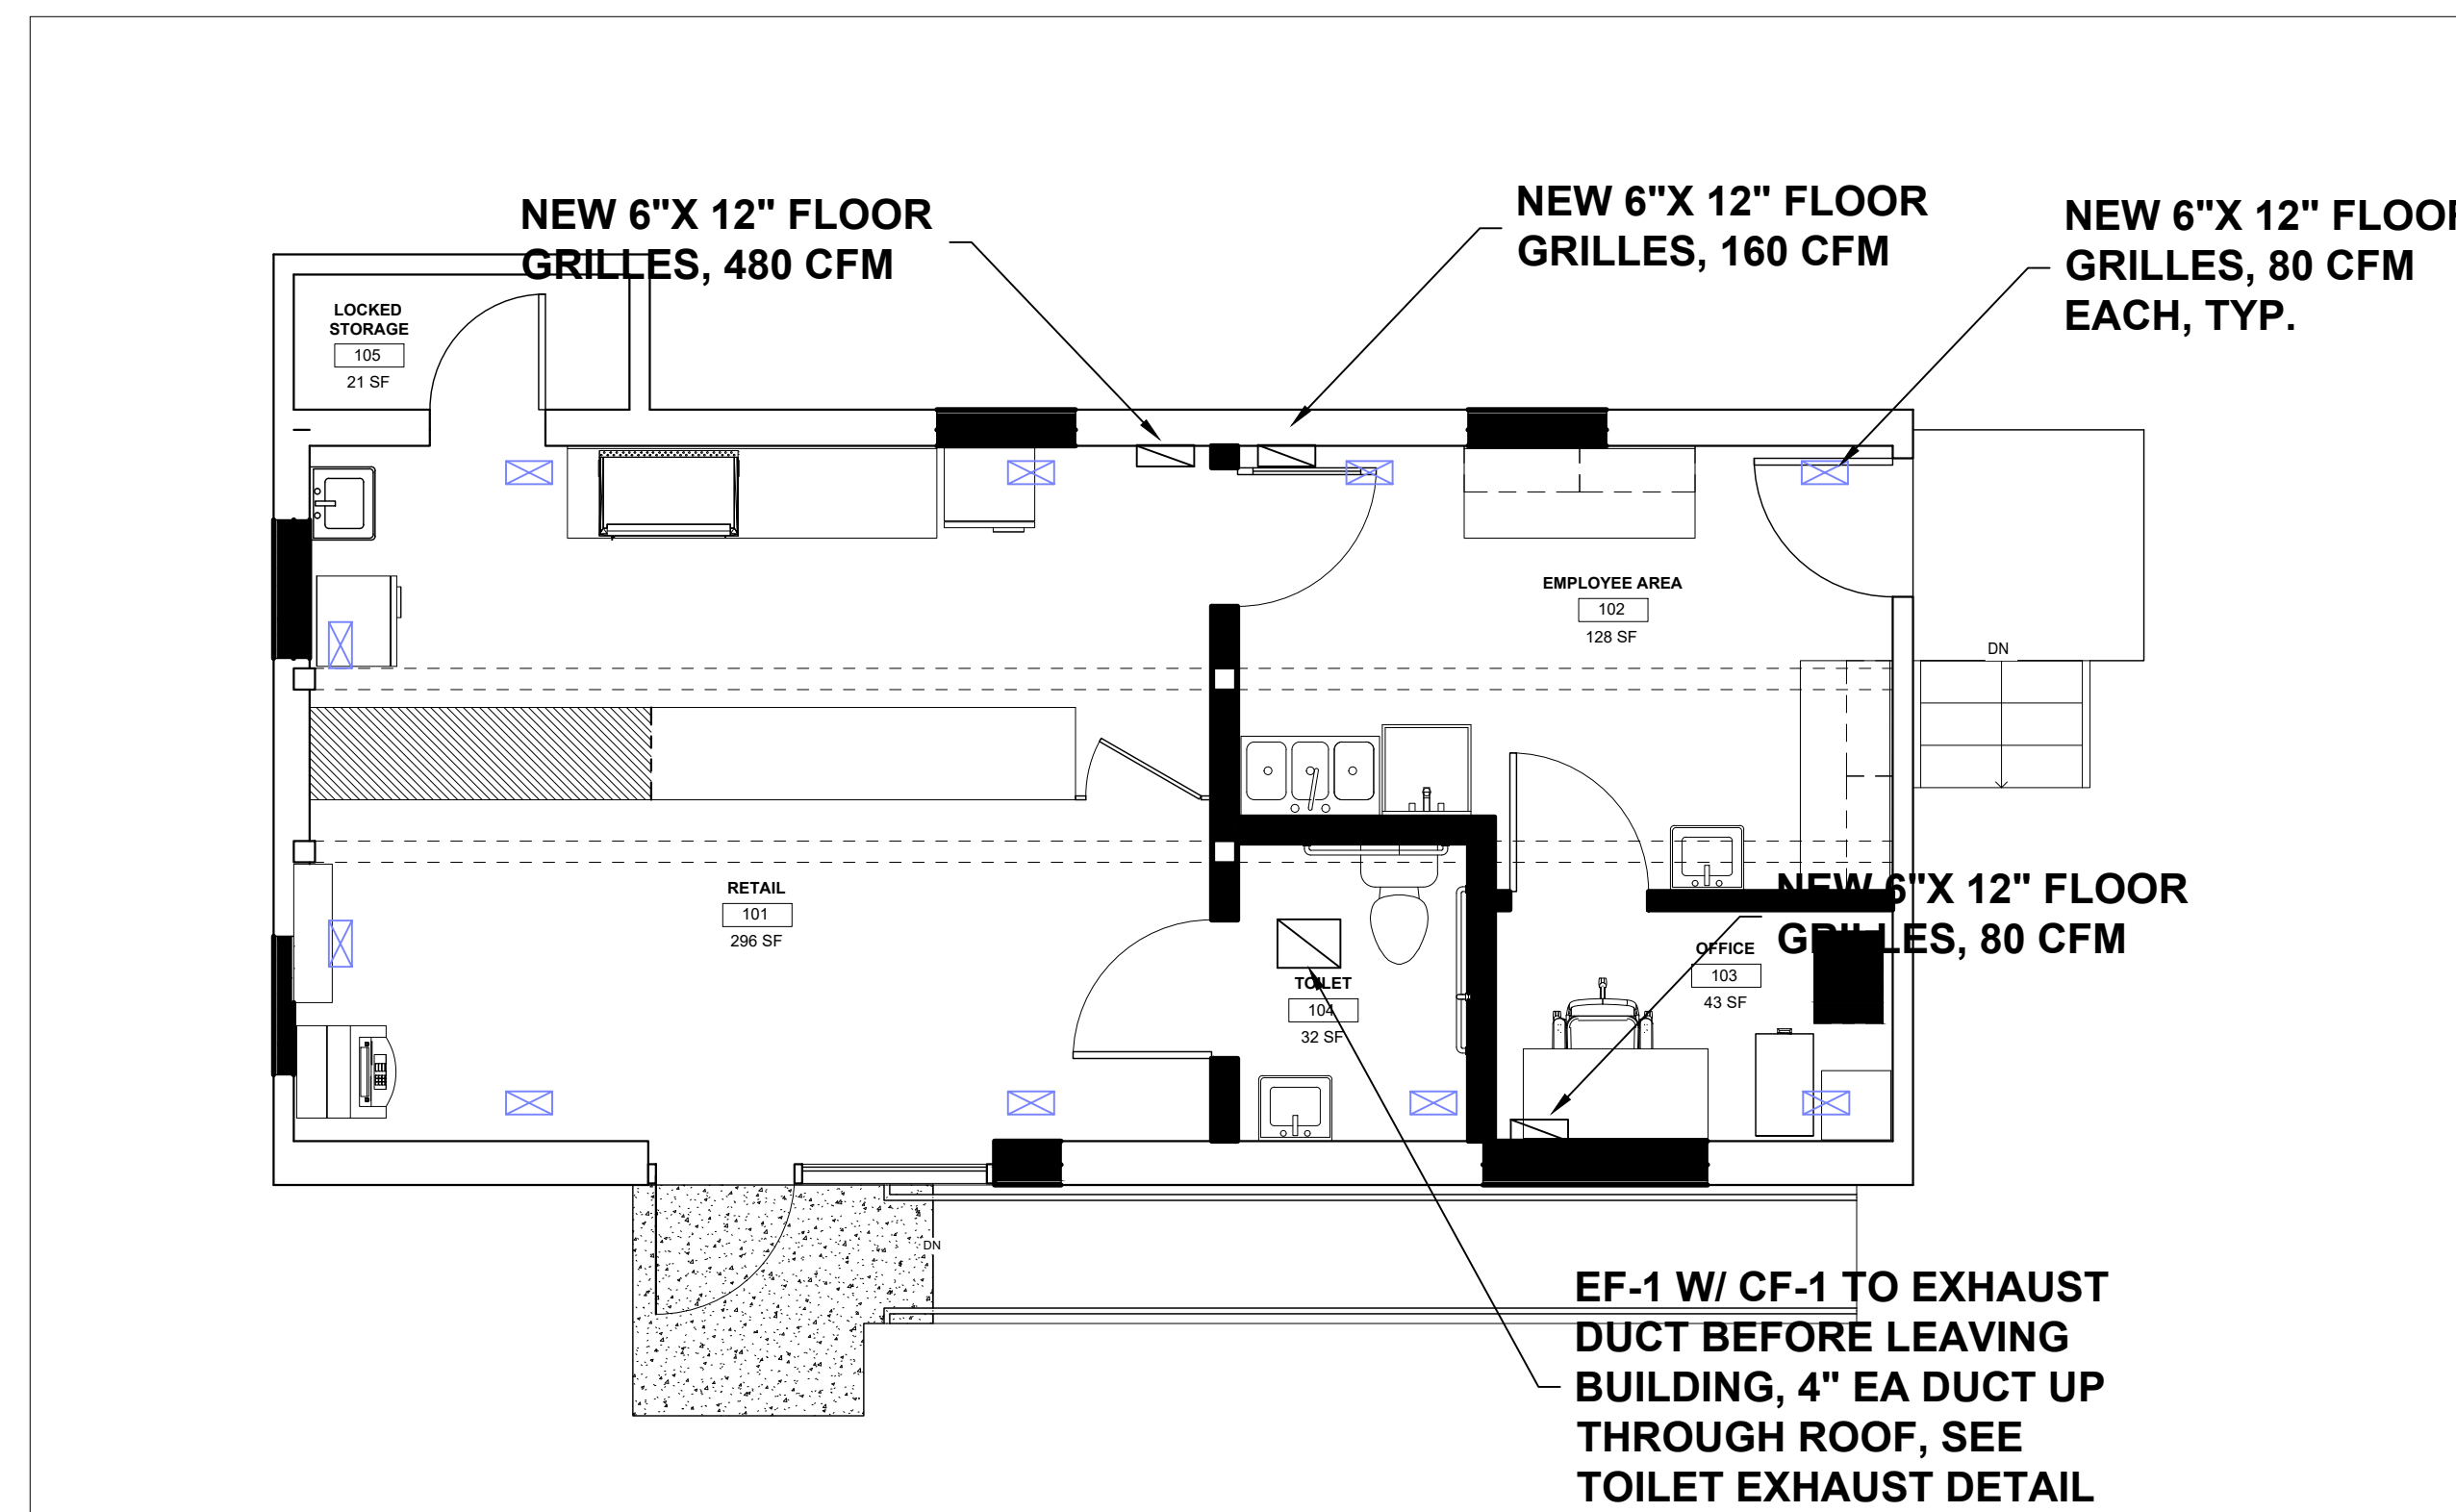 NEW 6"X 12" FLOOR
GRILLES, 480 CFM
NEW 6"X 12" FLOOR
GRILLES, 160 CFM
NEW 6"X 12" FLOOR
GRILLES, 80 CFM
EACH, TYP.
LOCKED
STORAGE
105
21 SF
EMPLOYEE AREA
102
128 SF
DN
RETAIL
101
296 SF
NEW 6"X 12" FLOOR
GRILLES, 80 CFM
OFFICE
103
43 SF
TOILET
104
32 SF
DN
EF-1 W/ CF-1 TO EXHAUST
DUCT BEFORE LEAVING
BUILDING, 4" EA DUCT UP
THROUGH ROOF, SEE
TOILET EXHAUST DETAIL